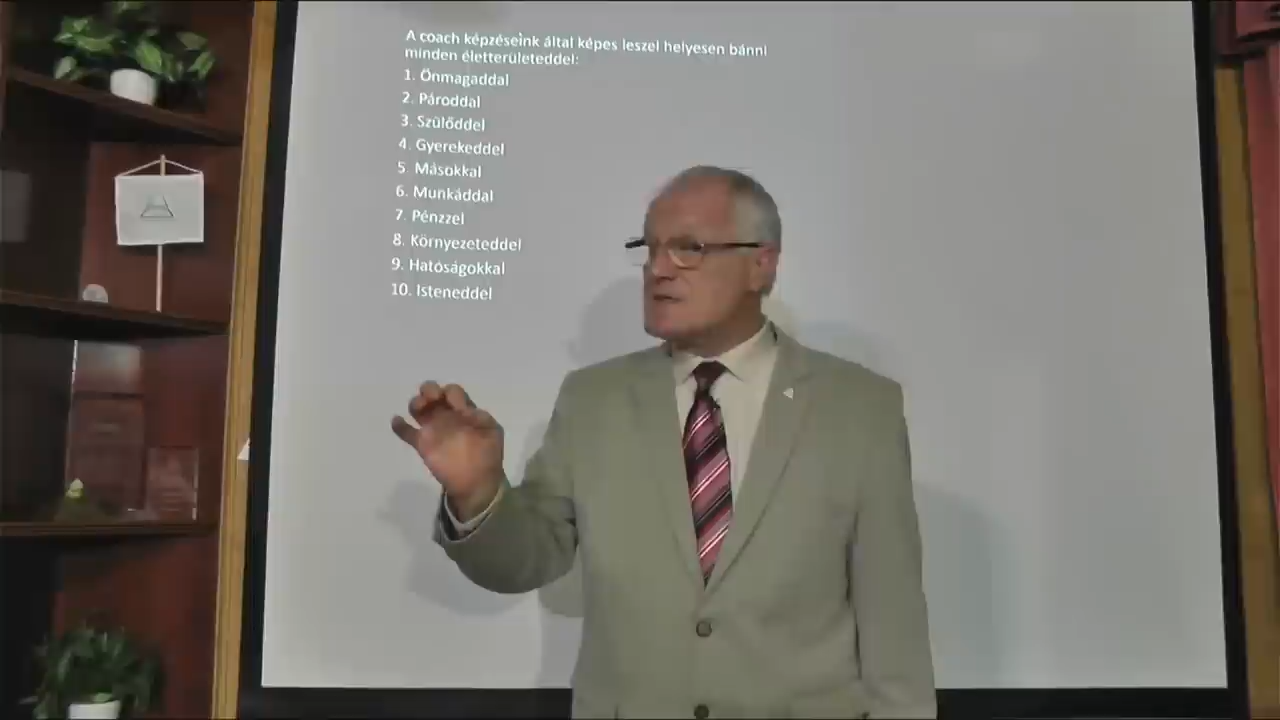 A coach képzéseink által képes leszel helyesen bánni
minden életterületeddel:
1. Önmagaddal
2. Pároddal
3. Szülőddel
4. Gyerekeddel
5. Másokkal
6. Munkáddal
7. Pénzzel
8. Környezeteddel
9. Hatóságokkal
10. Isteneddel